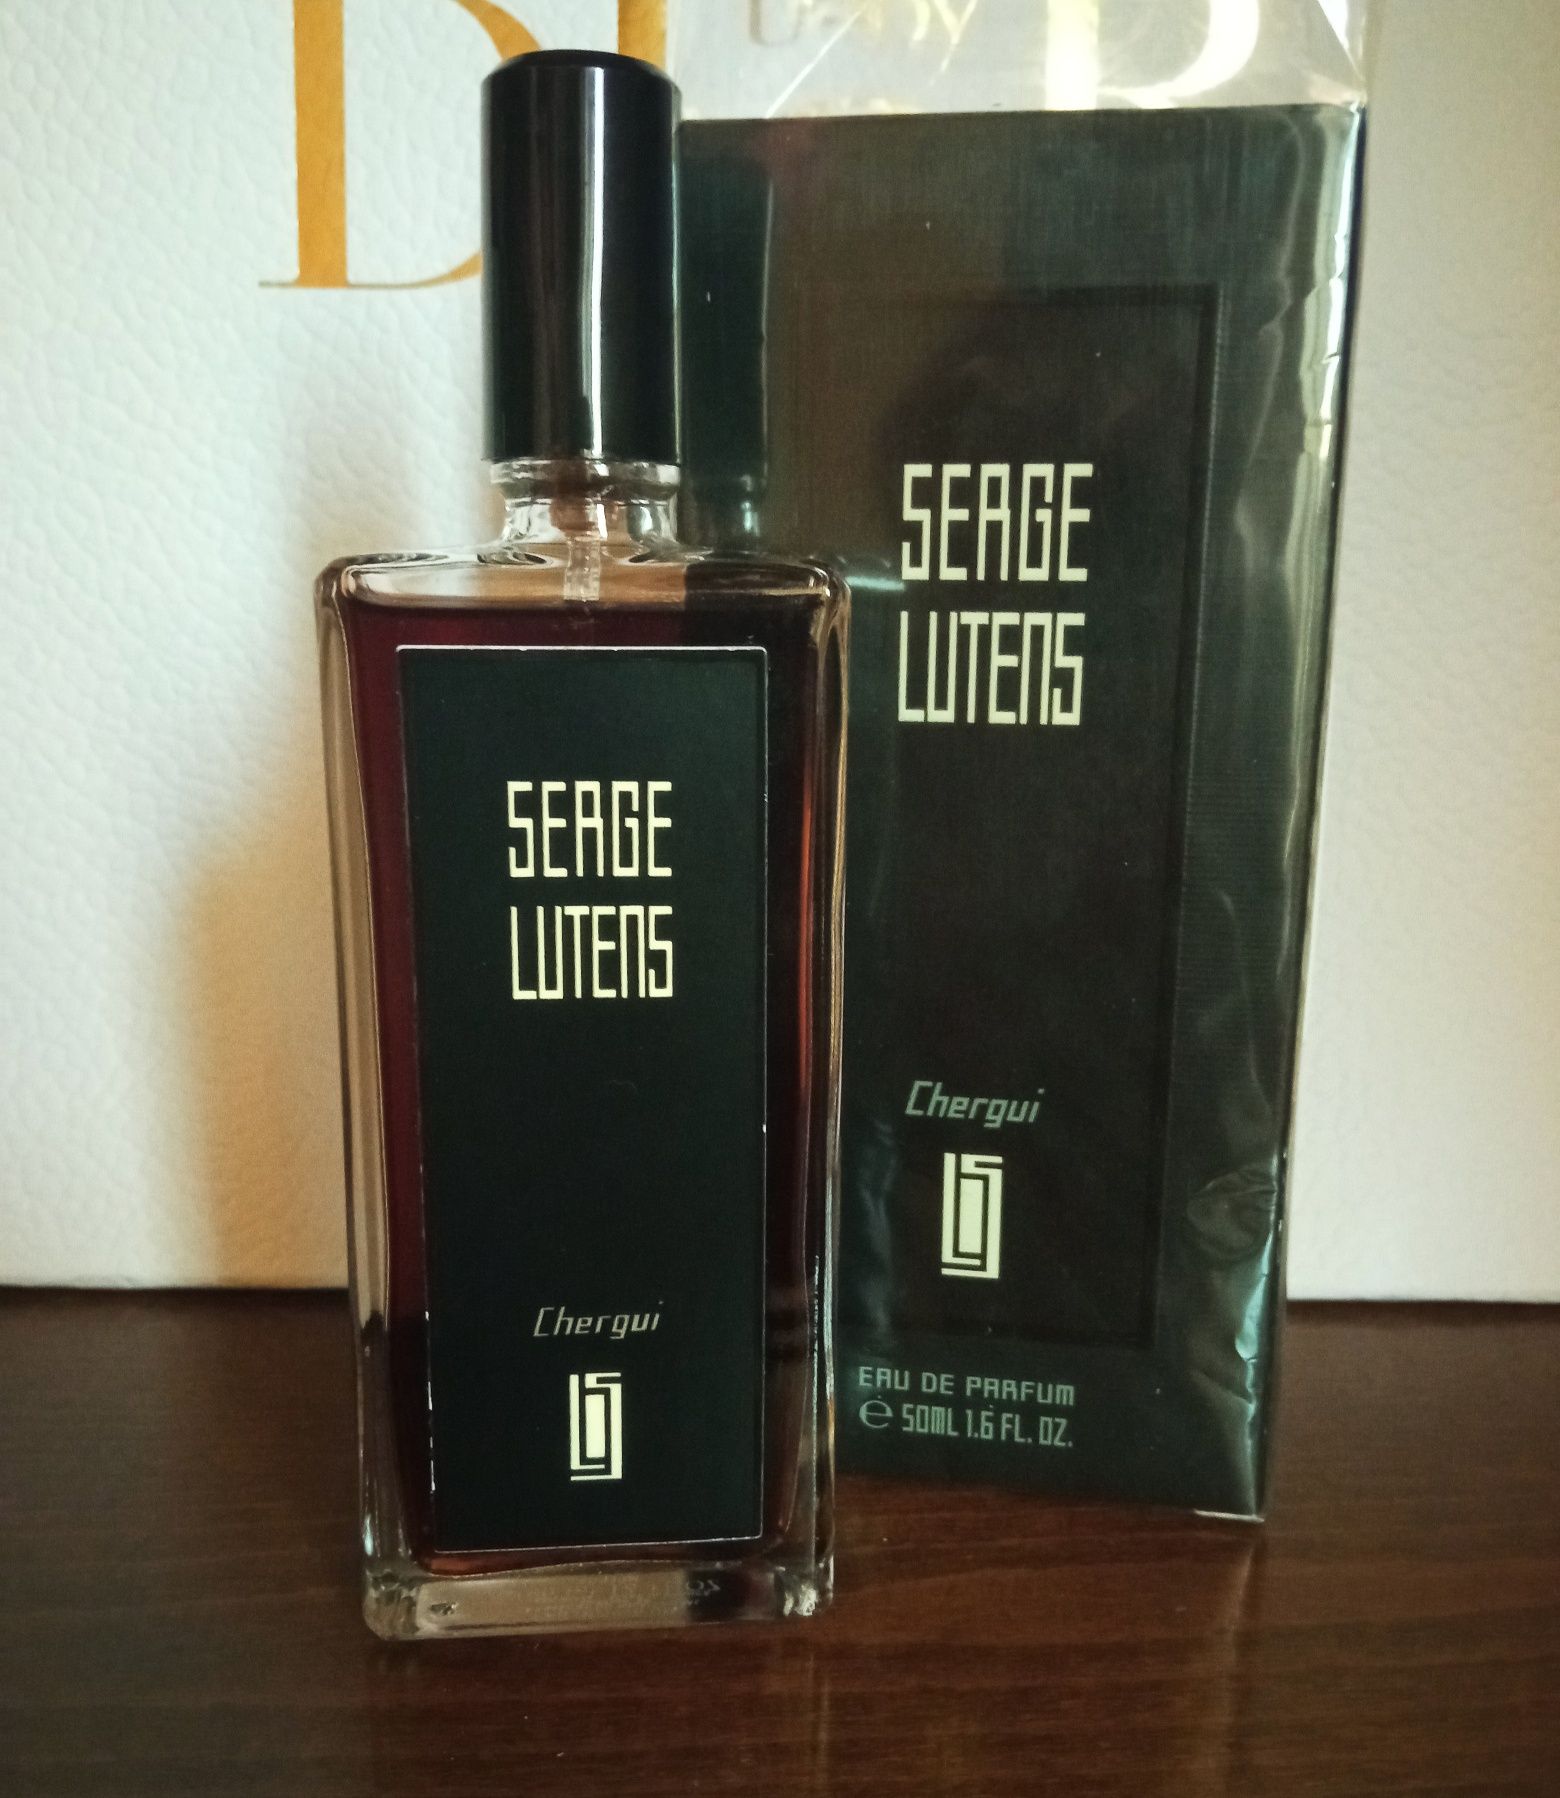 SERGE
LUTENS
Chergui
SERGE
LUTENS
Chergui
EAU DE PARFUM
e 50ML 1.6 FL. OZ.